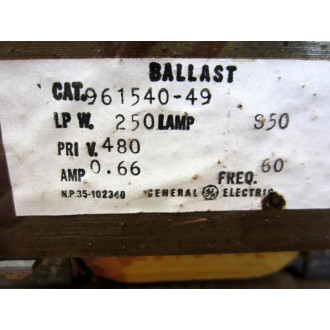 BALLAST
CAT. 961540-49
LP W. 250 LAMP S50
PRI V. 480
AMP 0.66 FREQ. 60
N.P. 35-102340 GENERAL GE ELECTRIC